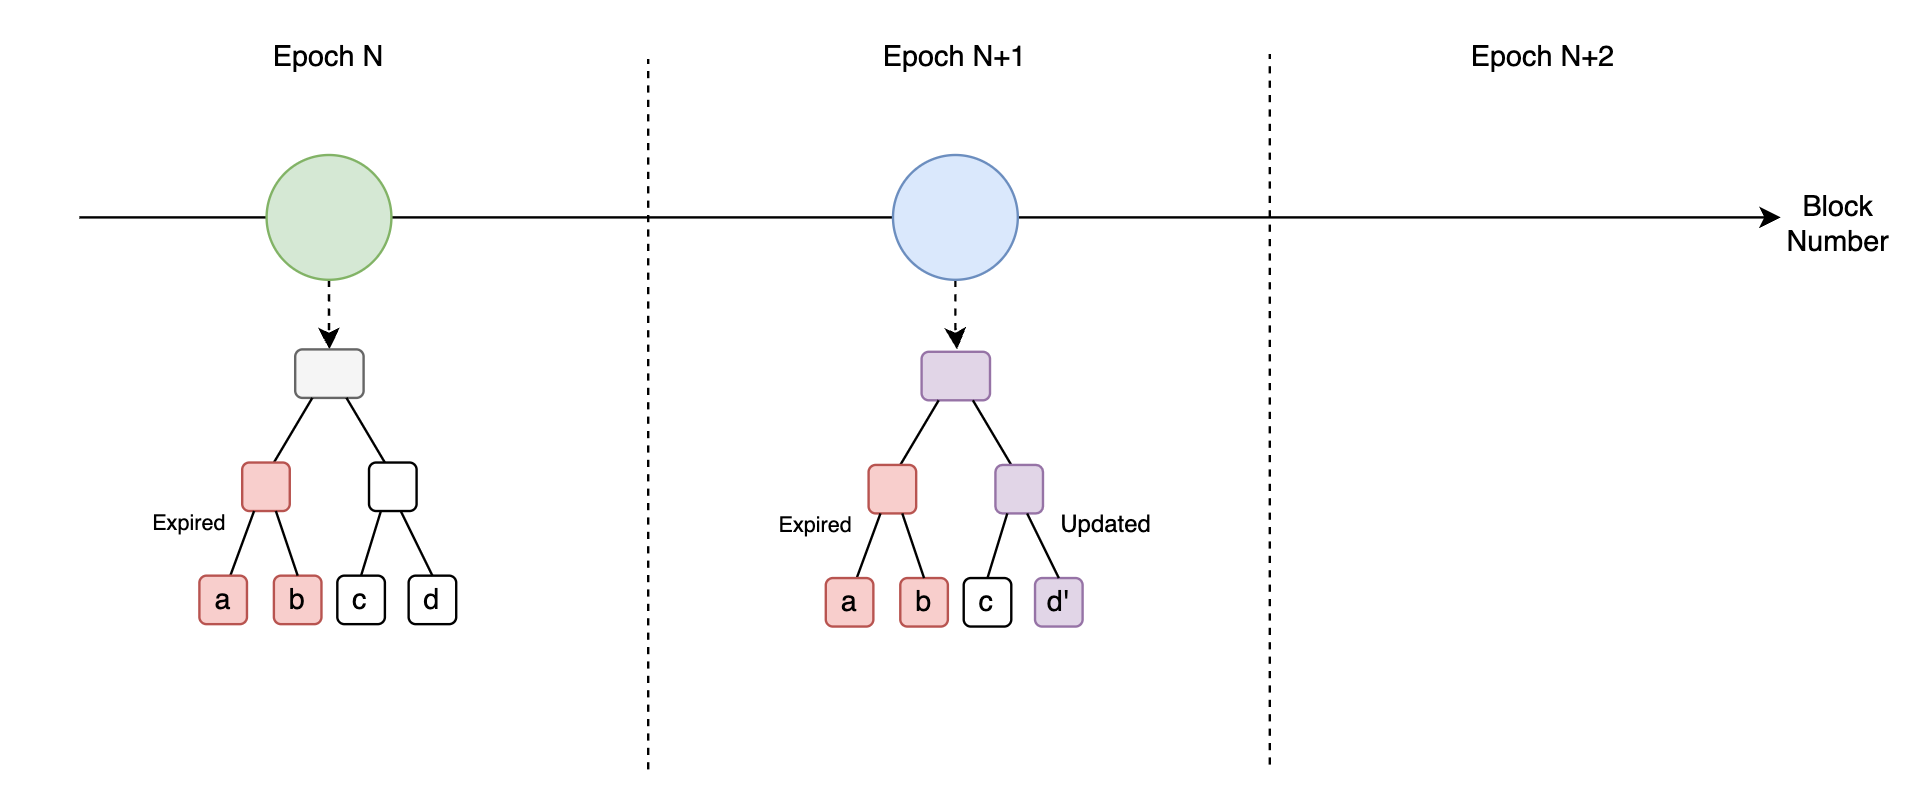 Epoch N
Epoch N+1
Epoch N+2
Block
Number
Expired
a
b
c
d
Expired
Updated
a
b
c
d'